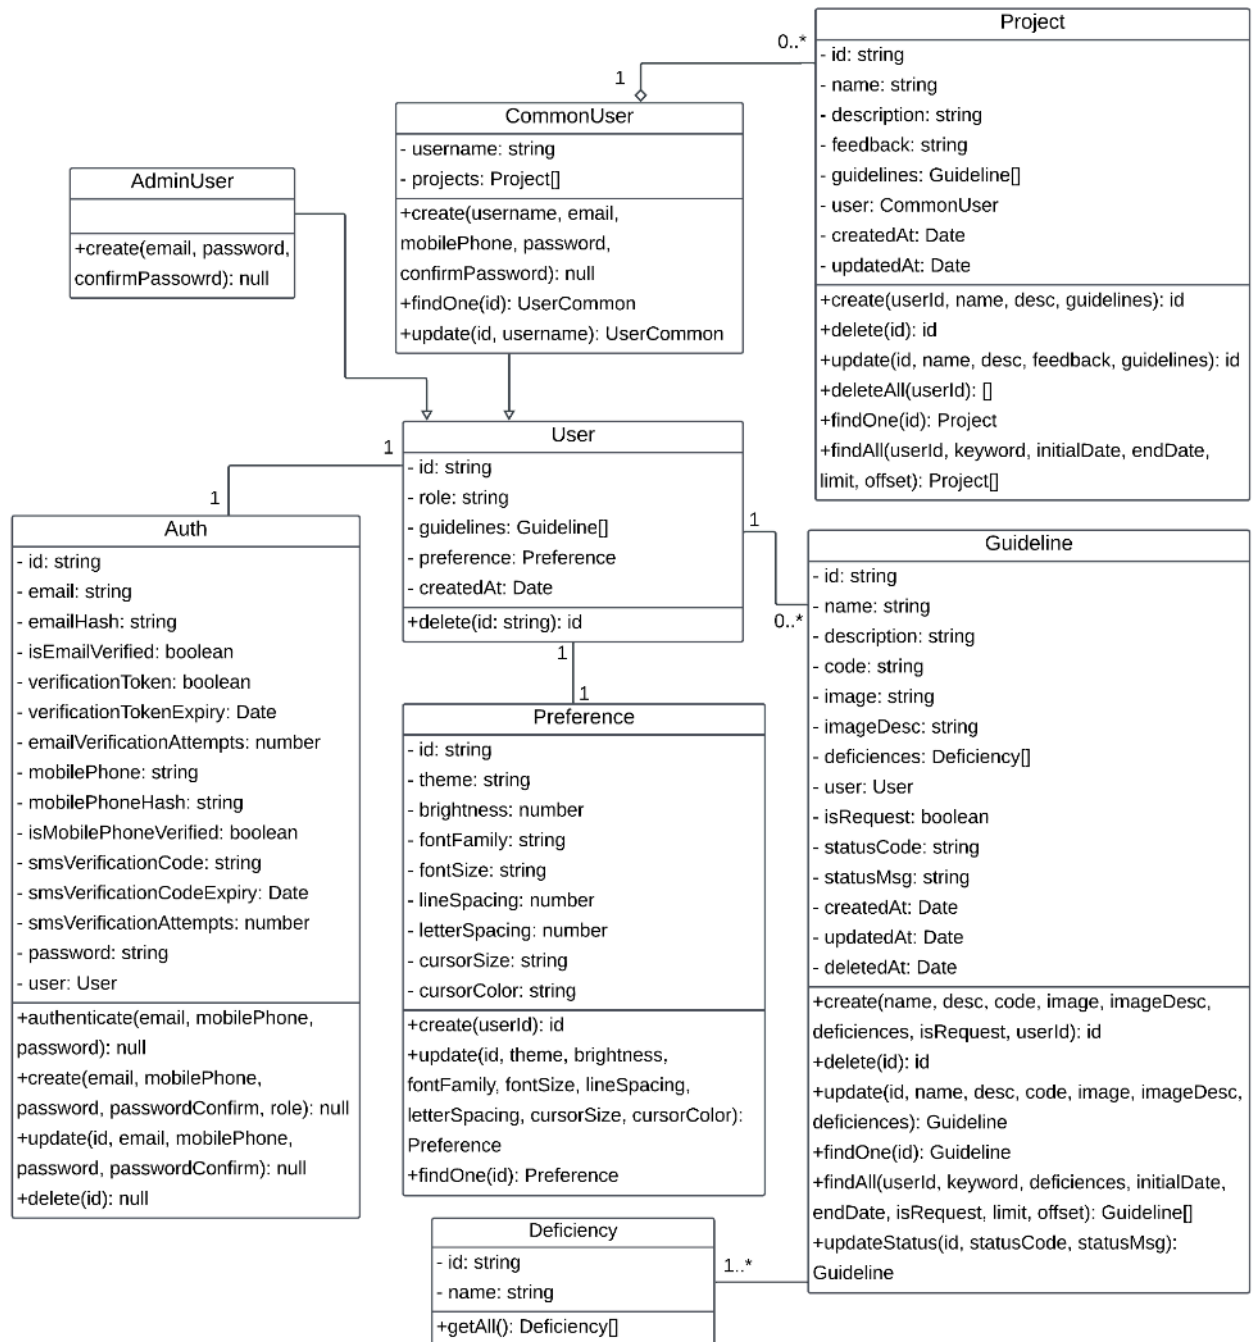 Project
- id: string
- name: string
- description: string
- feedback: string
- guidelines: Guideline[]
- user: CommonUser
- createdAt: Date
- updatedAt: Date
+create(userId, name, desc, guidelines): id
+delete(id): id
+update(id, name, desc, feedback, guidelines): id
+deleteAll(userId): []
+findOne(id): Project
+findAll(userId, keyword, initialDate, endDate,
limit, offset): Project[]
0..*
1
CommonUser
- username: string
- projects: Project[]
+create(username, email,
mobilePhone, password,
confirmPassword): null
+findOne(id): UserCommon
+update(id, username): UserCommon
AdminUser
+create(email, password,
confirmPassowrd): null
User
- id: string
- role: string
- guidelines: Guideline[]
- preference: Preference
- createdAt: Date
+delete(id: string): id
1
1
1
0..*
1
1
Auth
- id: string
- email: string
- emailHash: string
- isEmailVerified: boolean
- verificationToken: boolean
- verificationTokenExpiry: Date
- emailVerificationAttempts: number
- mobilePhone: string
- mobilePhoneHash: string
- isMobilePhoneVerified: boolean
- smsVerificationCode: string
- smsVerificationCodeExpiry: Date
- smsVerificationAttempts: number
- password: string
- user: User
+authenticate(email, mobilePhone,
password): null
+create(email, mobilePhone,
password, passwordConfirm, role): null
+update(id, email, mobilePhone,
password, passwordConfirm): null
+delete(id): null
Preference
- id: string
- theme: string
- brightness: number
- fontFamily: string
- fontSize: string
- lineSpacing: number
- letterSpacing: number
- cursorSize: string
- cursorColor: string
+create(userId): id
+update(id, theme, brightness,
fontFamily, fontSize, lineSpacing,
letterSpacing, cursorSize, cursorColor):
Preference
+findOne(id): Preference
Guideline
- id: string
- name: string
- description: string
- code: string
- image: string
- imageDesc: string
- deficiences: Deficiency[]
- user: User
- isRequest: boolean
- statusCode: string
- statusMsg: string
- createdAt: Date
- updatedAt: Date
- deletedAt: Date
+create(name, desc, code, image, imageDesc,
deficiences, isRequest, userId): id
+delete(id): id
+update(id, name, desc, code, image, imageDesc,
deficiences): Guideline
+findOne(id): Guideline
+findAll(userId, keyword, deficiences, initialDate,
endDate, isRequest, limit, offset): Guideline[]
+updateStatus(id, statusCode, statusMsg):
Guideline
Deficiency
- id: string
- name: string
+getAll(): Deficiency[]
1..*